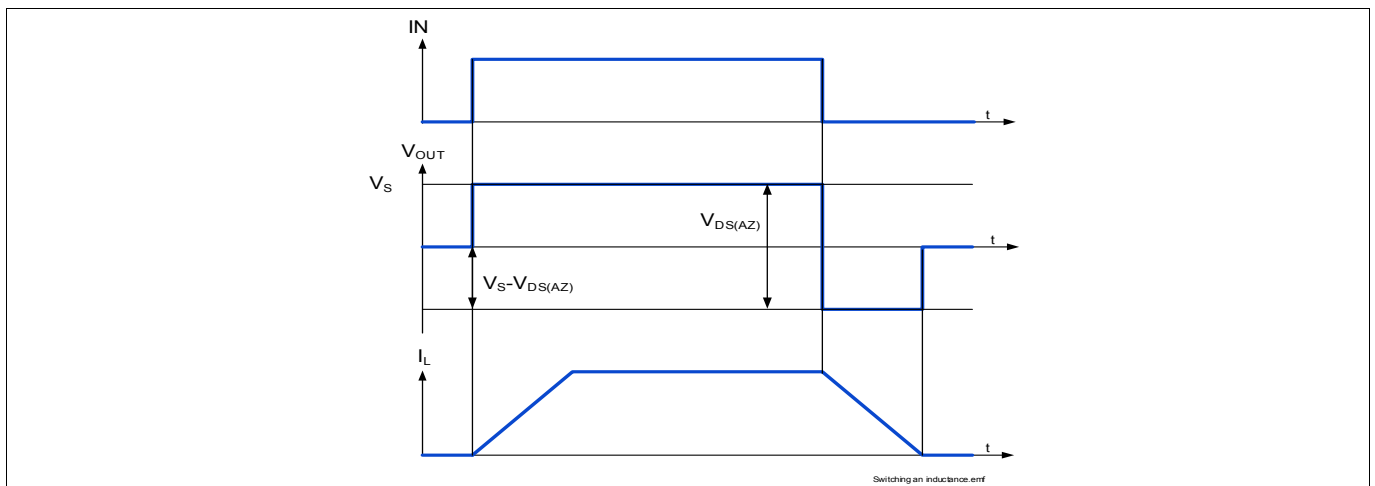 IN
t
VOUT
VS
VDS(AZ)
t
VS-VDS(AZ)
IL
t
Switching an inductance.emf